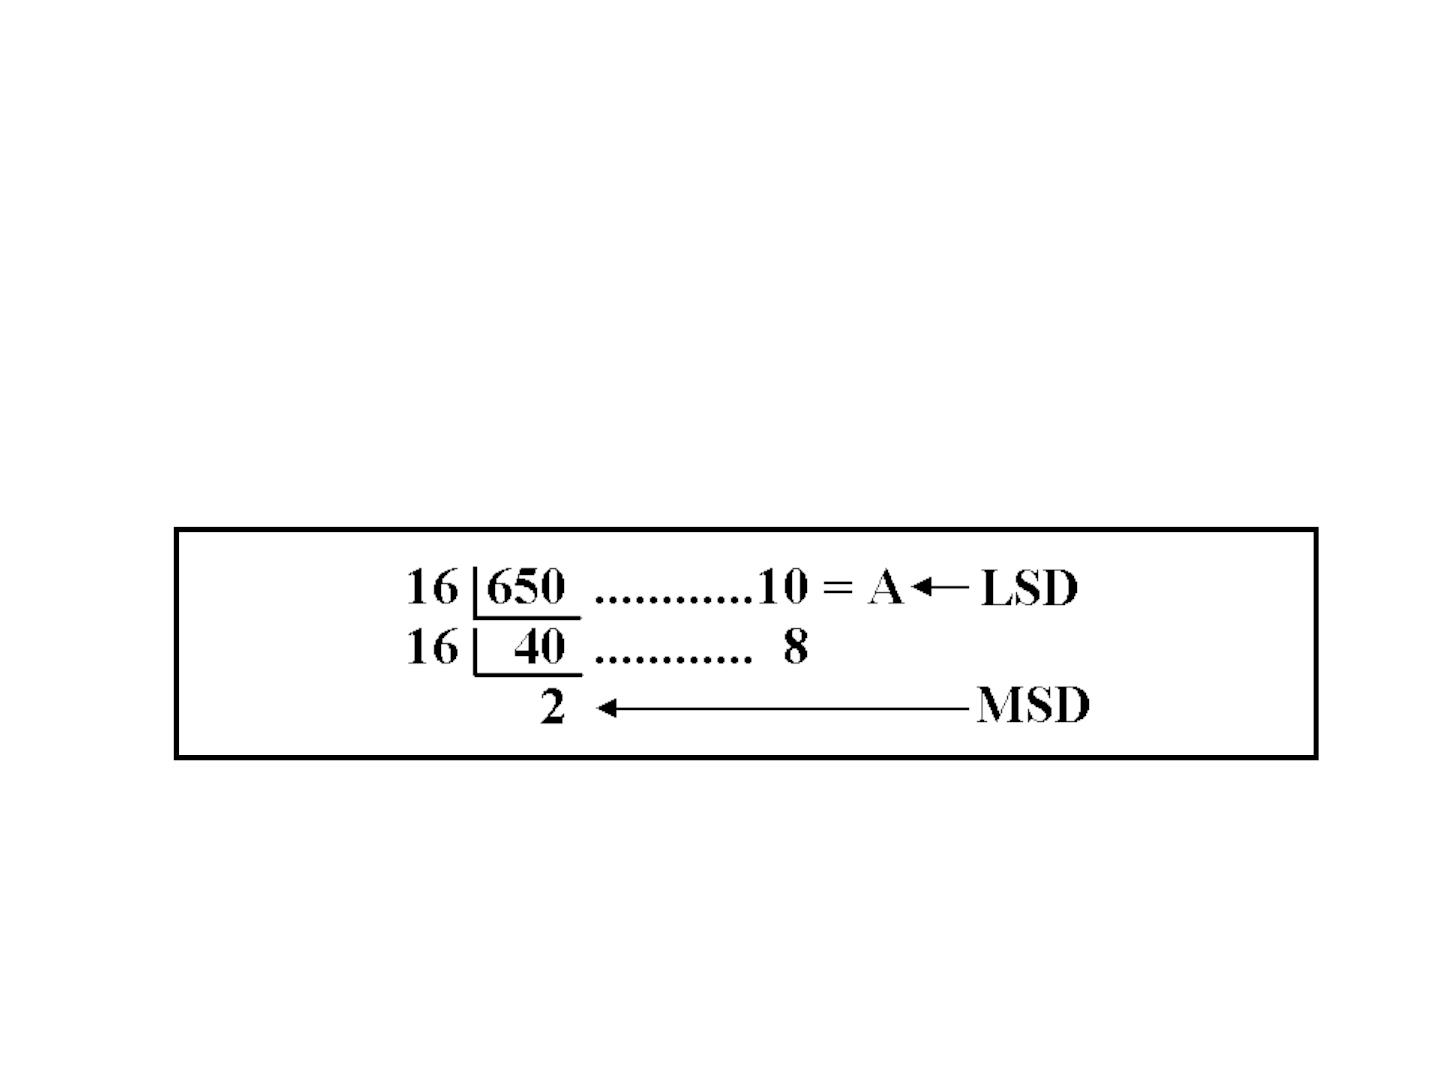 16 650 ............10 = A LSD
16 40 ............ 8
2 MSD